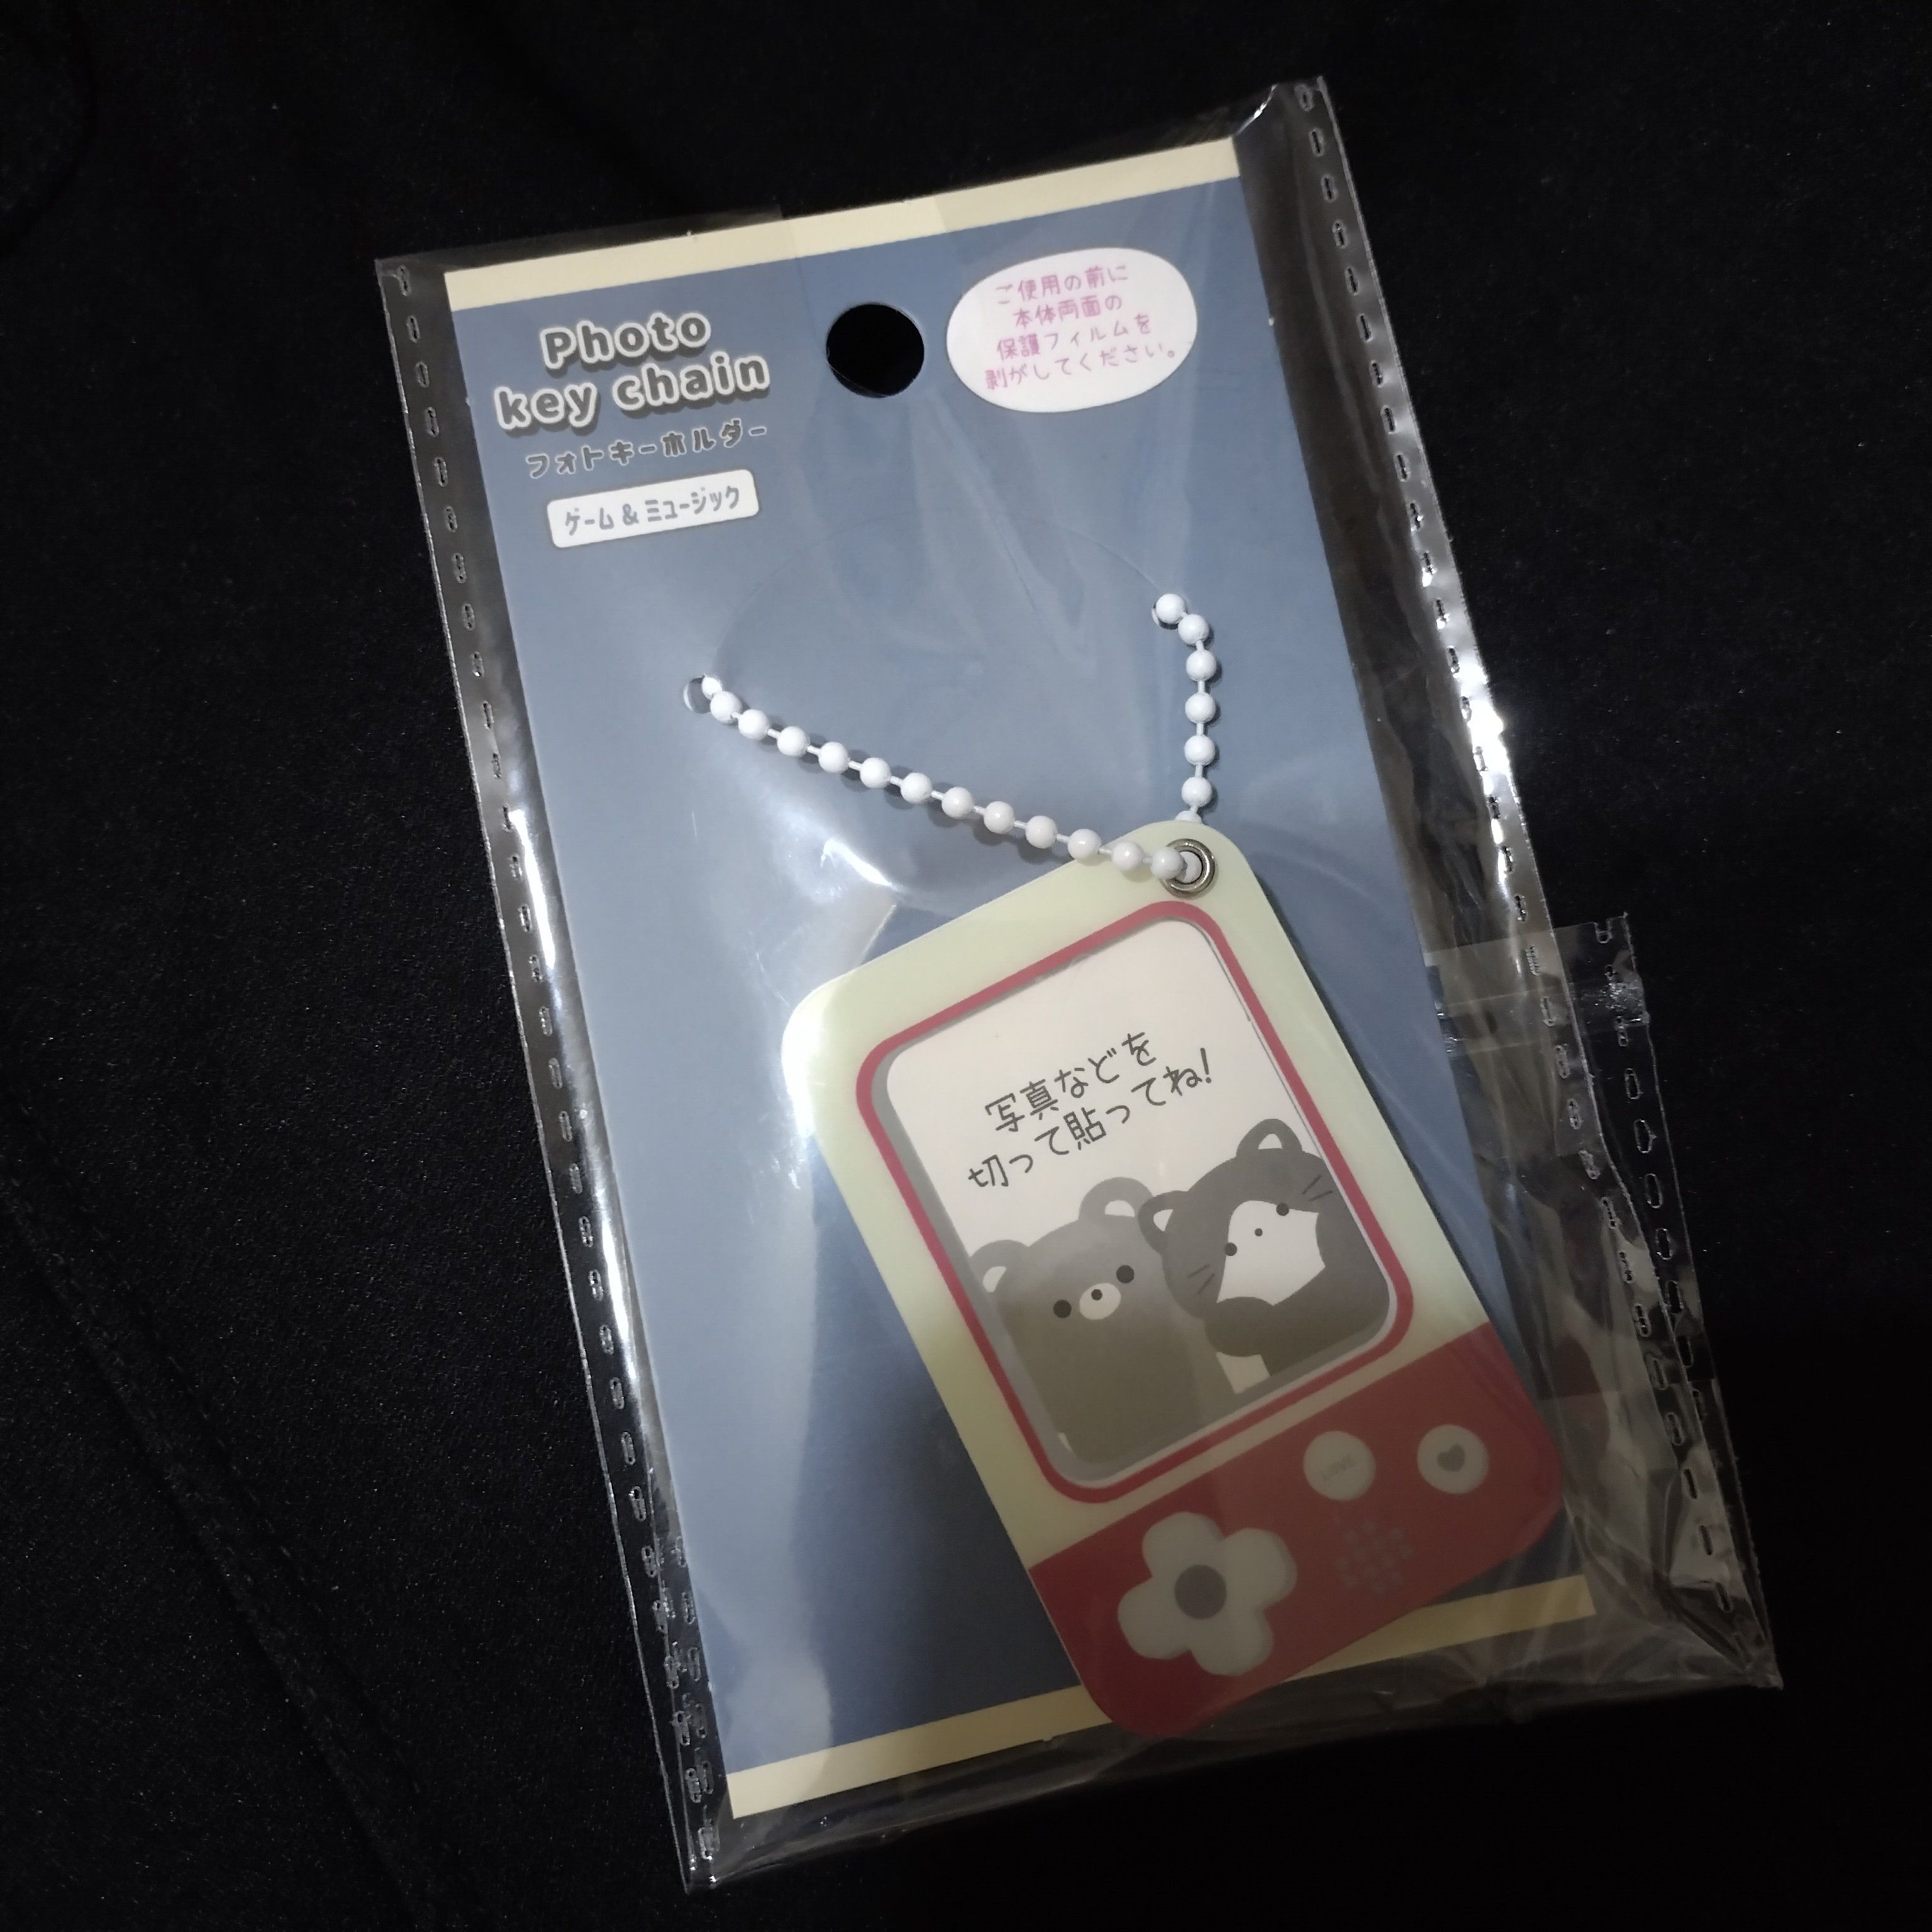 Photo
key chain
フォトキーホルダー
ゲーム&ミュージック
ご使用の前に
本体両面の
保護フィルムを
剥がしてください。
写真などを
切って貼ってね!